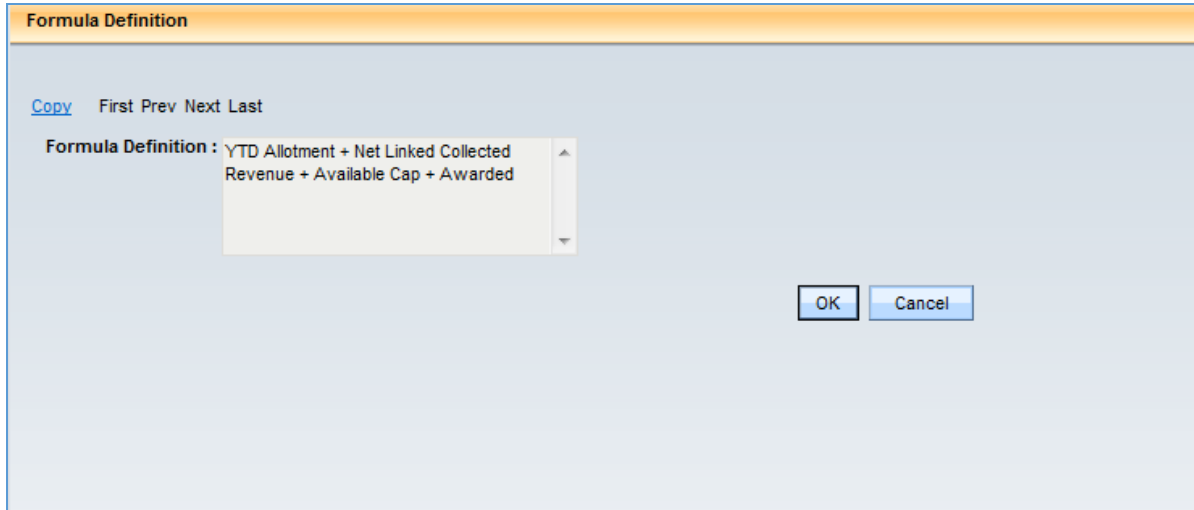 Formula Definition
Copy First Prev Next Last
Formula Definition : YTD Allotment + Net Linked Collected
Revenue + Available Cap + Awarded
OK Cancel